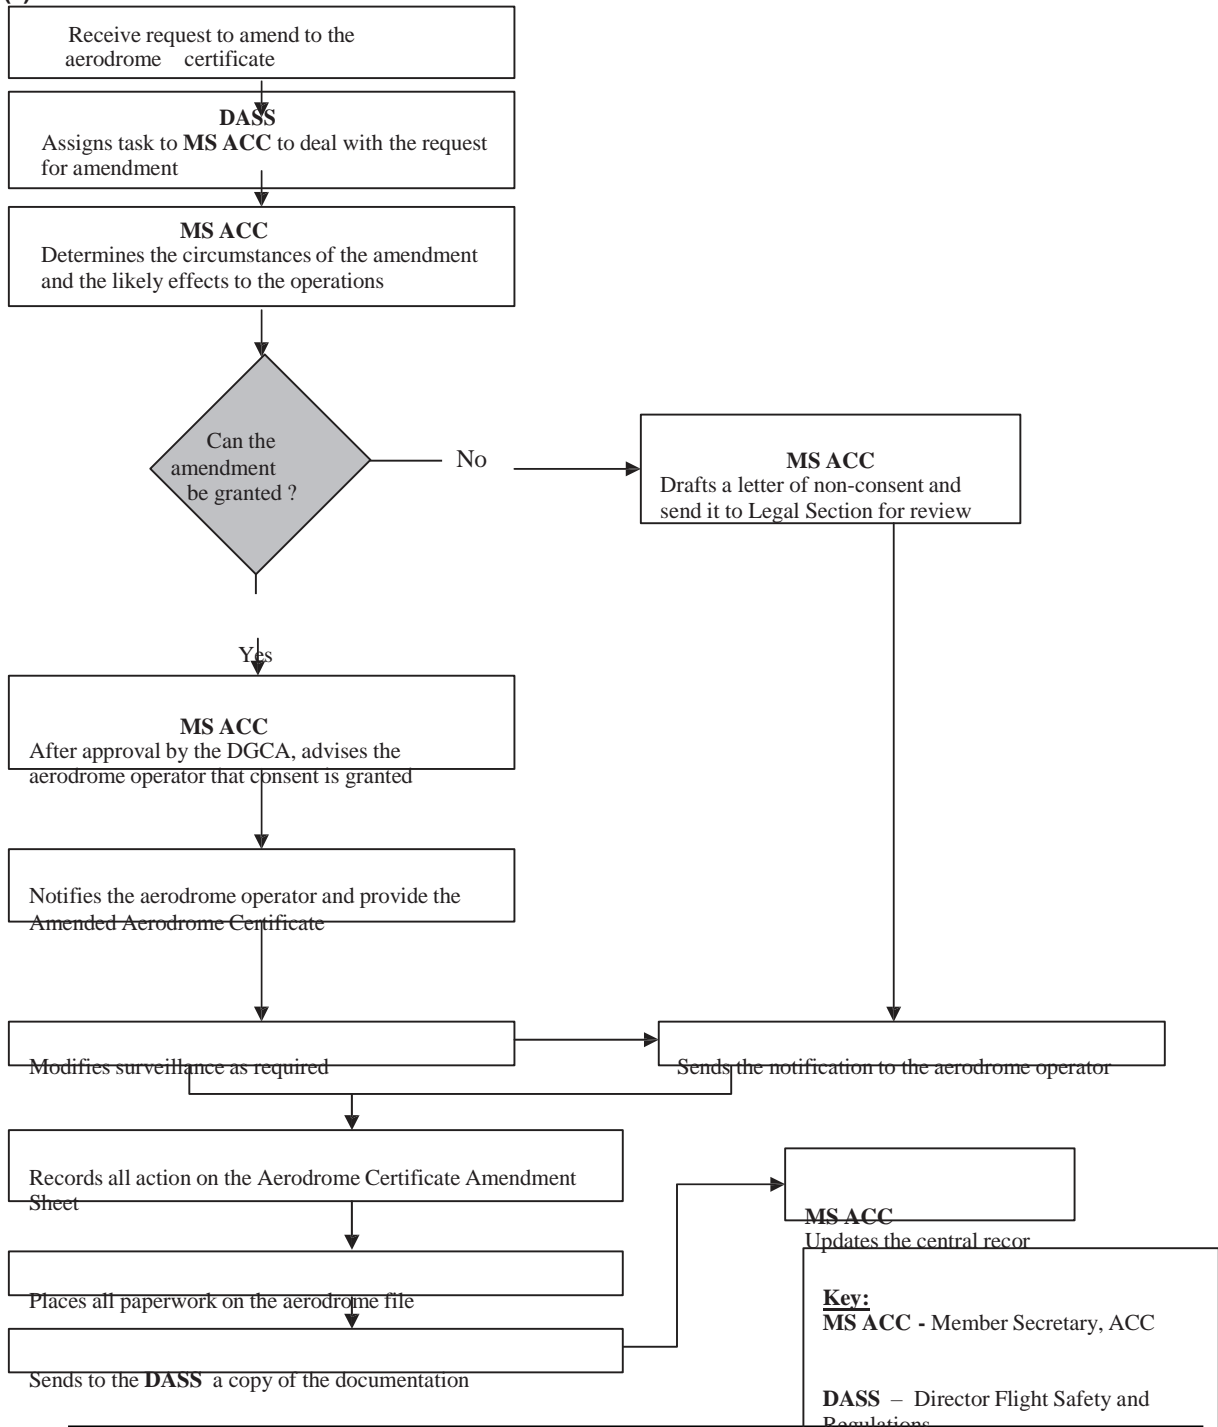 Receive request to amend to the
aerodrome certificate
DASS
Assigns task to MS ACC to deal with the request
for amendment
MS ACC
Determines the circumstances of the amendment
and the likely effects to the operations
Can the
amendment
be granted ?
No
MS ACC
Drafts a letter of non-consent and
send it to Legal Section for review
Yes
MS ACC
After approval by the DGCA, advises the
aerodrome operator that consent is granted
Notifies the aerodrome operator and provide the
Amended Aerodrome Certificate
Modifies surveillance as required
Sends the notification to the aerodrome operator
Records all action on the Aerodrome Certificate Amendment
Sheet
MS ACC
Updates the central recor
Places all paperwork on the aerodrome file
Sends to the DASS a copy of the documentation
Key:
MS ACC - Member Secretary, ACC
DASS – Director Flight Safety and
Regulations